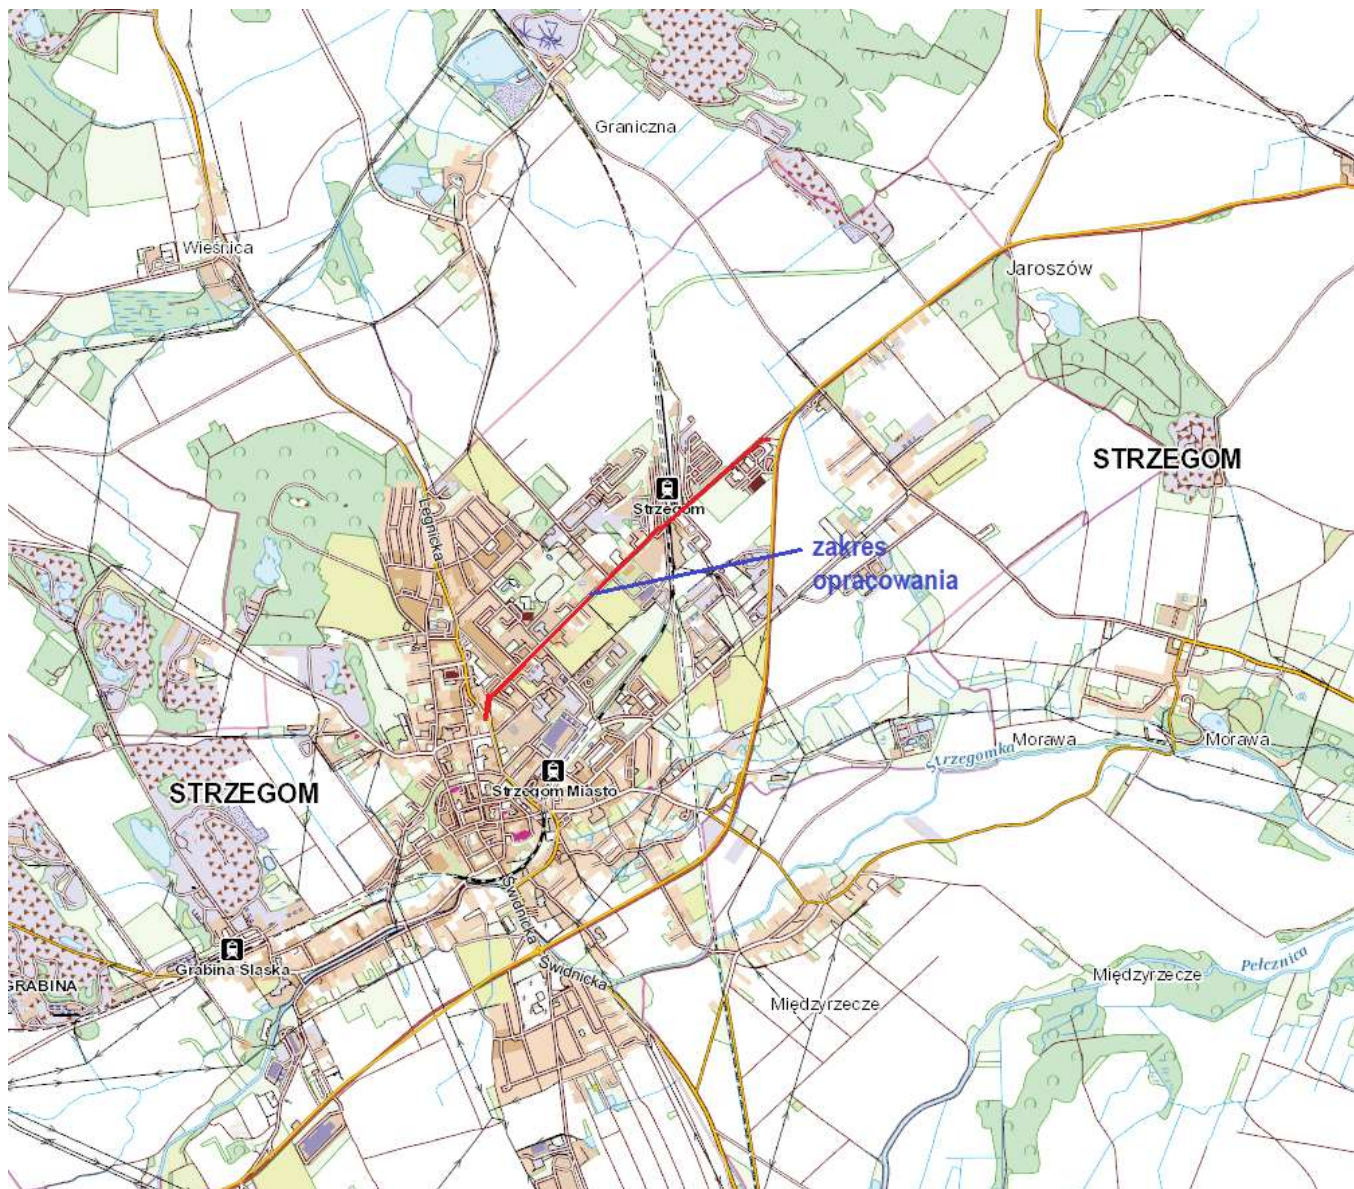 Graniczna
Wieśnica
Jaroszów
STRZEGOM
Legnicka
Strzegom
zakres
opracowania
Strzegomka
Morawa
Morawa
STRZEGOM
Strzegom Miasto
Świdnicka
Grabina Śląska
GRABINA
Świdnicka
Międzyrzecze
Pełcznica
Międzyrzecze